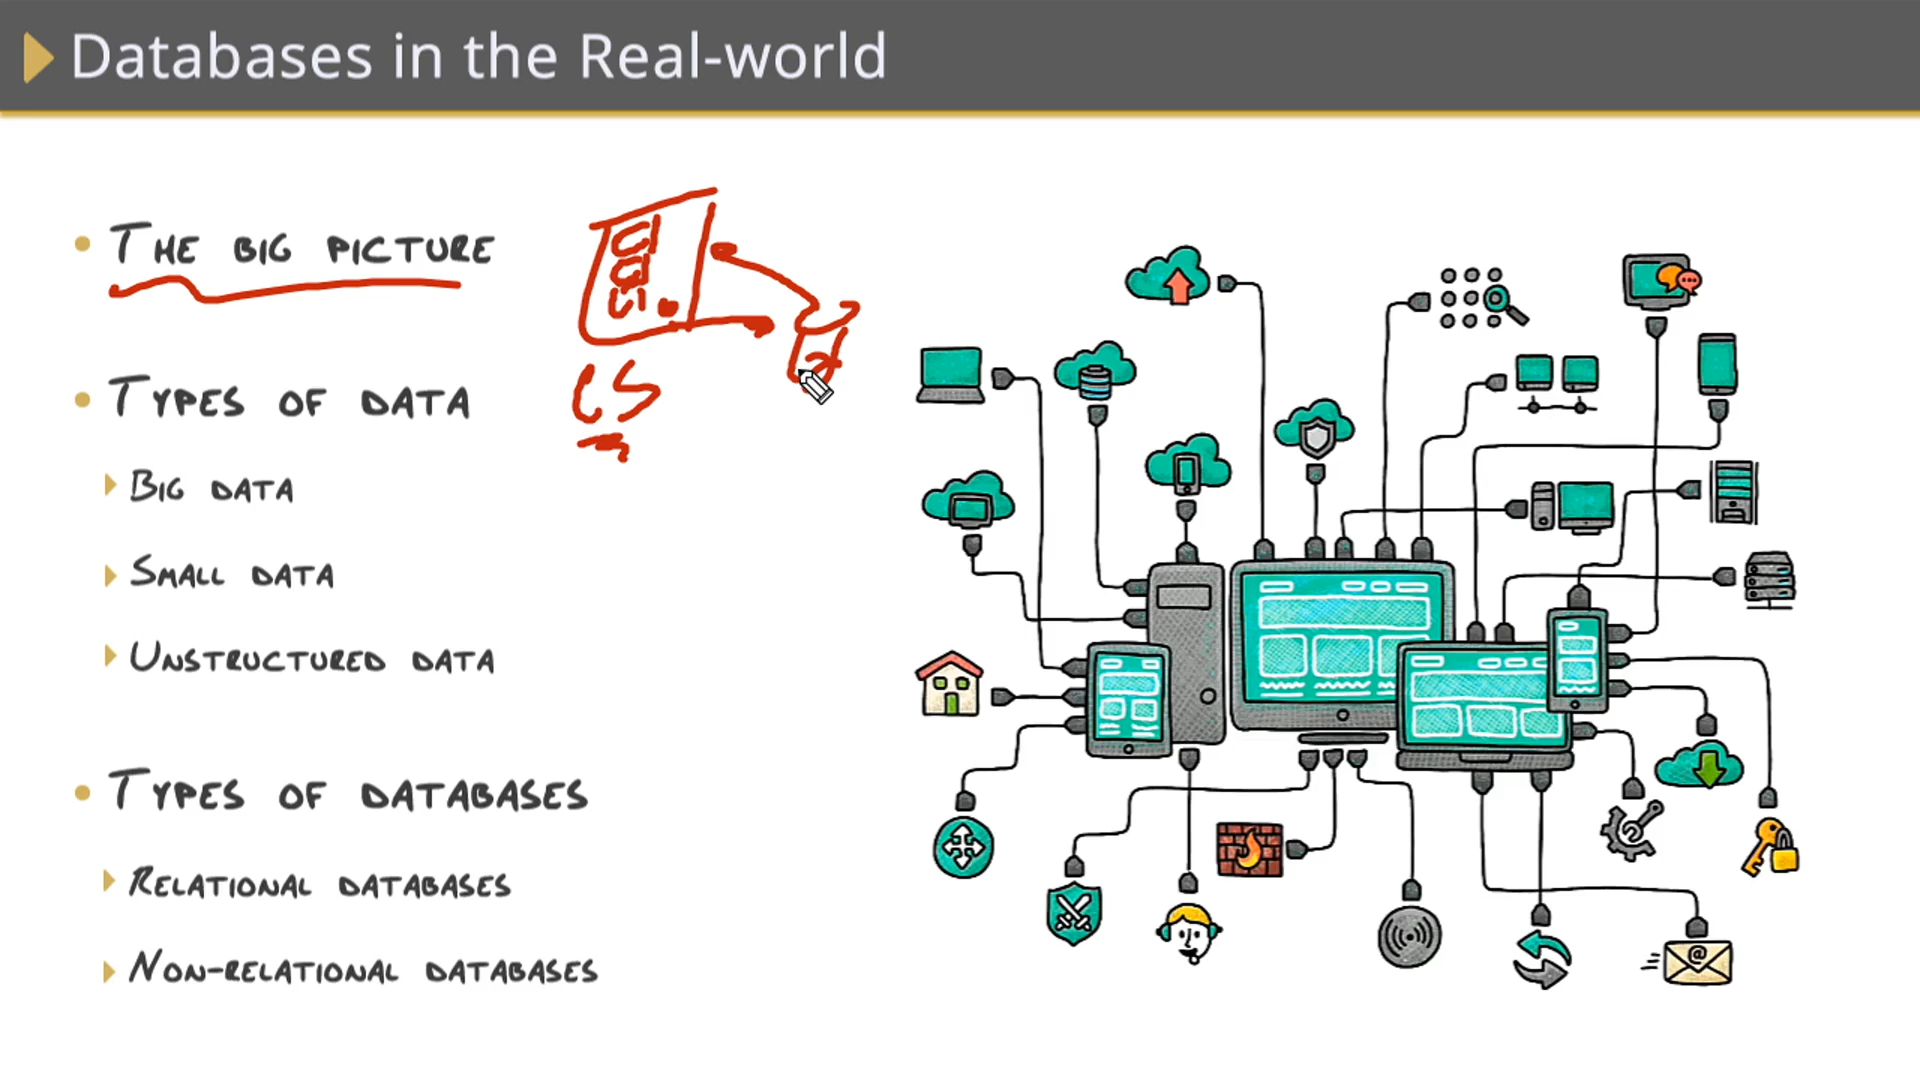 Databases in the Real-world
The big picture
Types of data
Big data
Small data
Unstructured data
Types of databases
Relational databases
Non-relational databases
CS
@